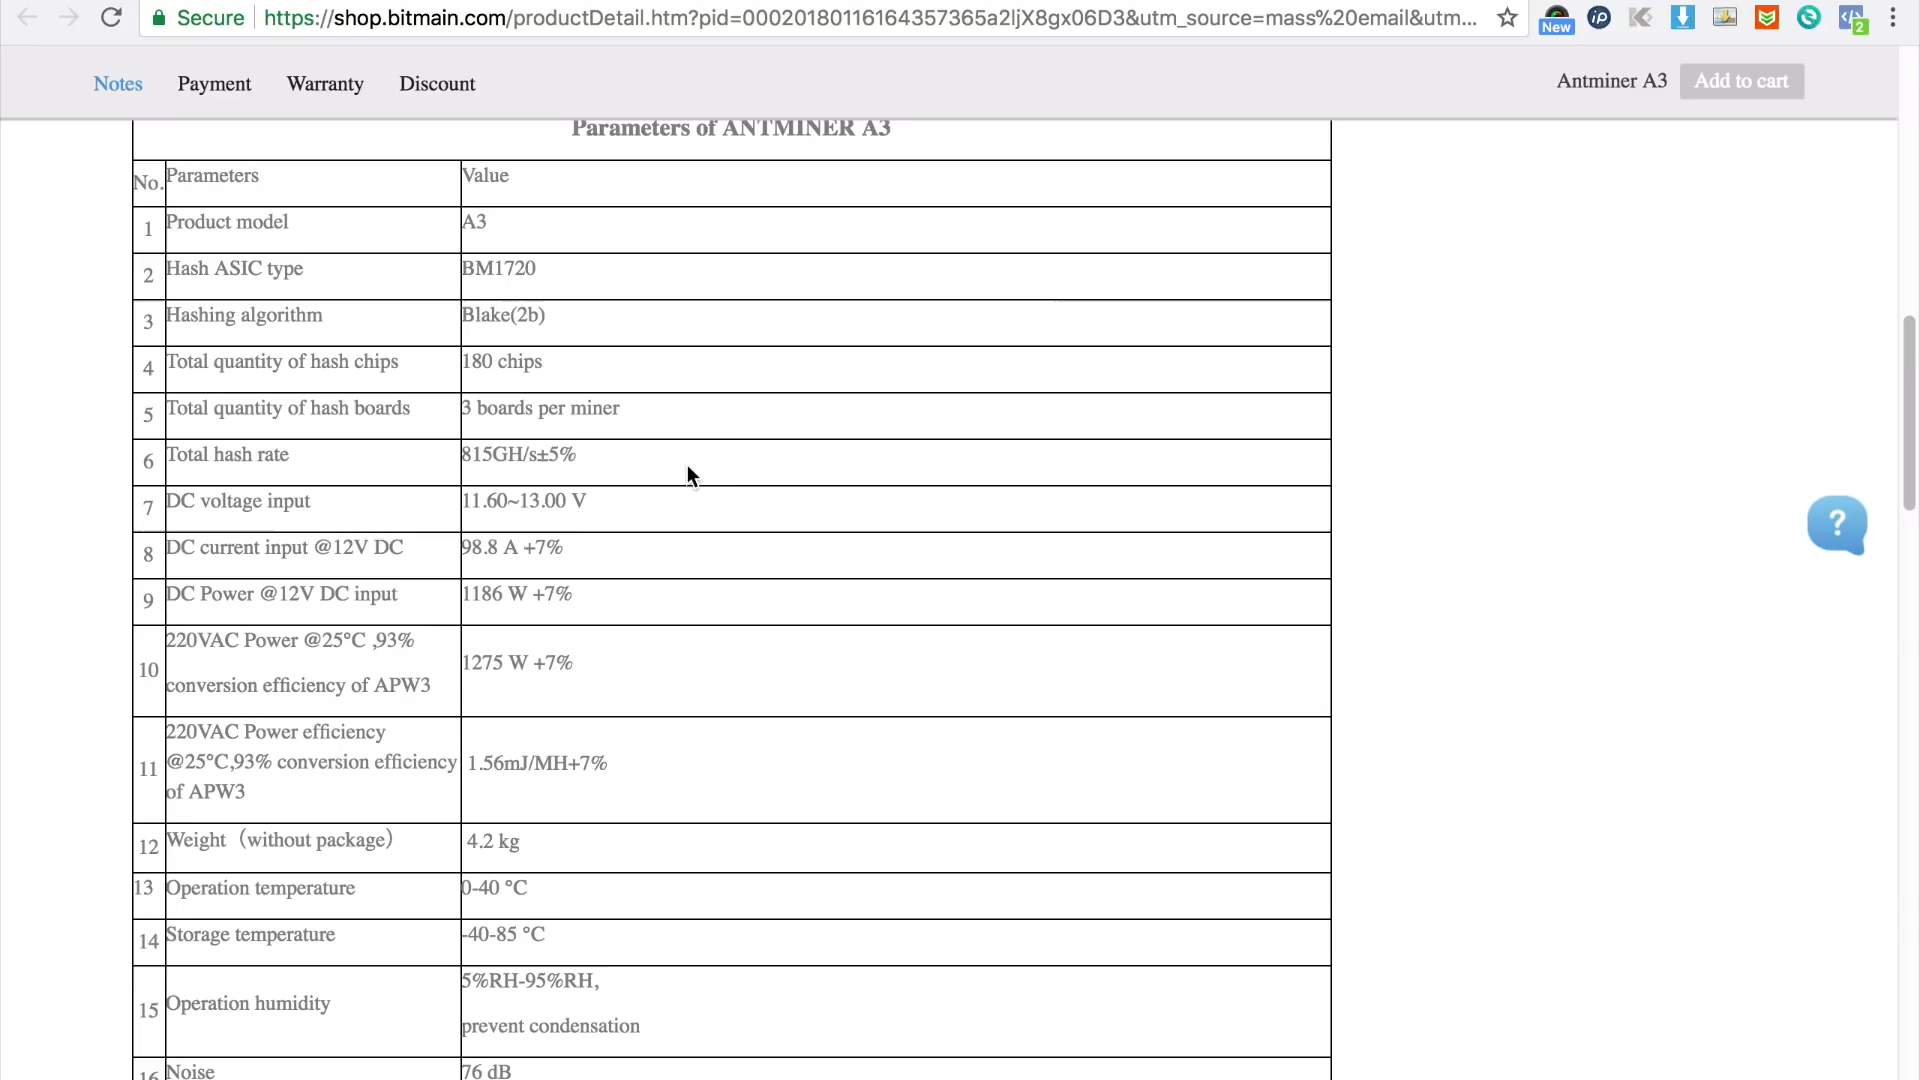 Secure https://shop.bitmain.com/productDetail.htm?pid=00020180116164357365a2ljX8gx06D3&utm_source=mass%20email&utm...
New
iP
2
Notes Payment Warranty Discount Antminer A3 Add to cart
Parameters of ANTMINER A3
No. Parameters Value
1 Product model A3
2 Hash ASIC type BM1720
3 Hashing algorithm Blake(2b)
4 Total quantity of hash chips 180 chips
5 Total quantity of hash boards 3 boards per miner
6 Total hash rate 815GH/s±5%
7 DC voltage input 11.60~13.00 V
8 DC current input @12V DC 98.8 A +7%
9 DC Power @12V DC input 1186 W +7%
220VAC Power @25°C ,93%
10 1275 W +7%
conversion efficiency of APW3
220VAC Power efficiency
11 @25°C,93% conversion efficiency 1.56mJ/MH+7%
of APW3
12 Weight（without package） 4.2 kg
13 Operation temperature 0-40 °C
14 Storage temperature -40-85 °C
5%RH-95%RH,
15 Operation humidity
prevent condensation
16 Noise 76 dB
?